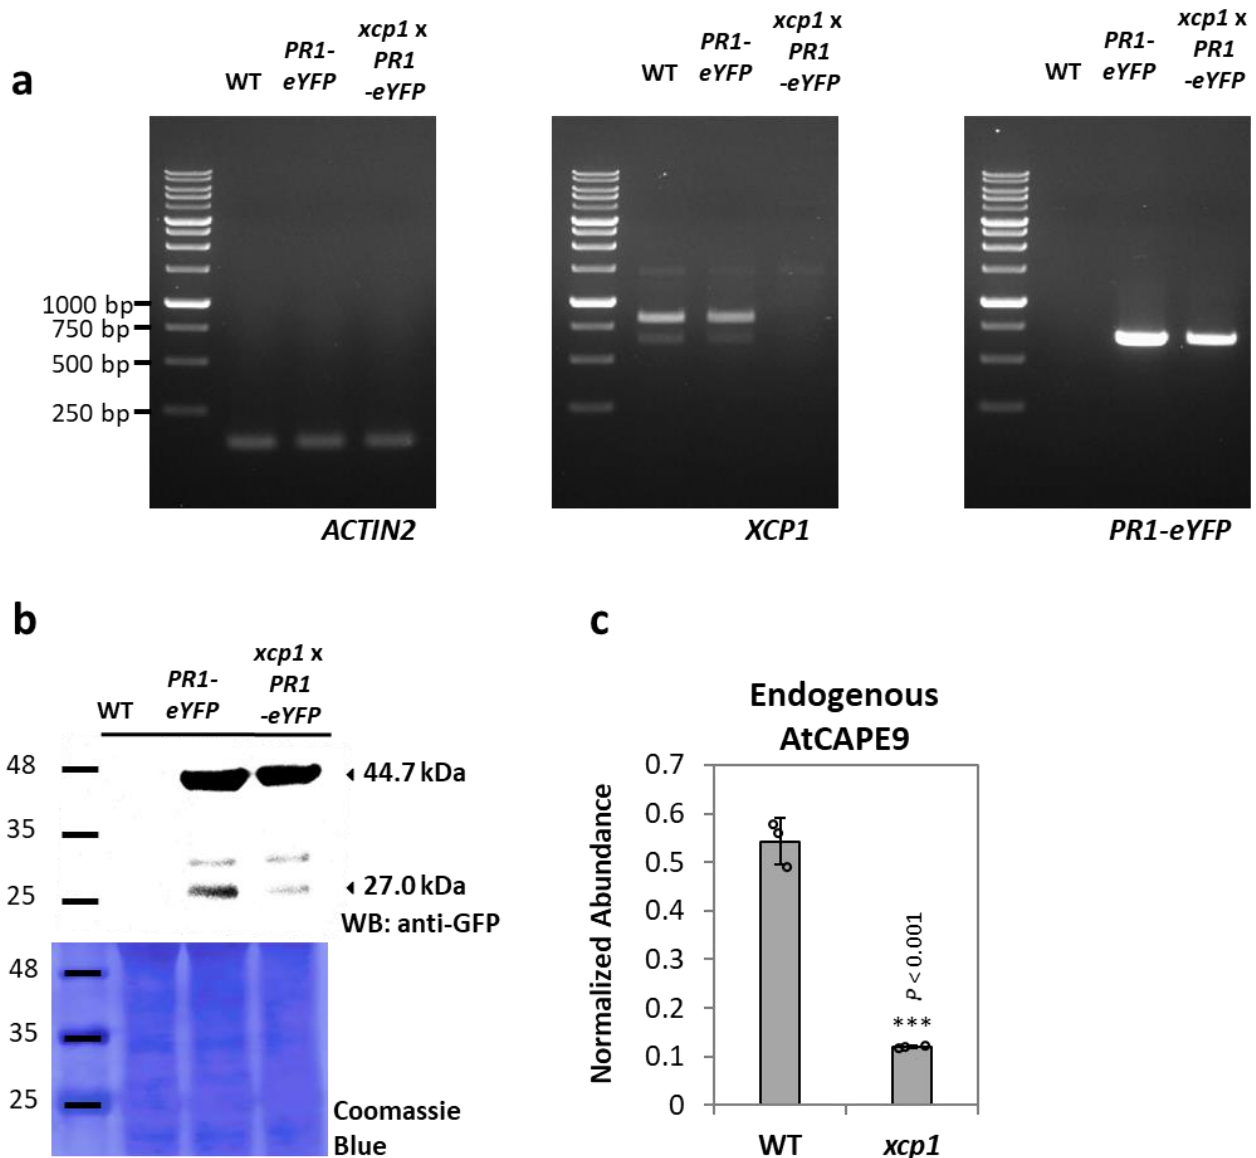 a
WT
PR1-
eYFP
xcp1 x
PR1
-eYFP
WT
PR1-
eYFP
xcp1 x
PR1
-eYFP
WT
PR1-
eYFP
xcp1 x
PR1
-eYFP
1000 bp
750 bp
500 bp
250 bp
ACTIN2
XCP1
PR1-eYFP
b
WT
PR1-
eYFP
xcp1 x
PR1
-eYFP
48
35
25
44.7 kDa
27.0 kDa
WB: anti-GFP
48
35
25
Coomassie
Blue
c
Endogenous
AtCAPE9
Normalized Abundance
0.7
0.6
0.5
0.4
0.3
0.2
0.1
0
P < 0.001
***
WT
xcp1